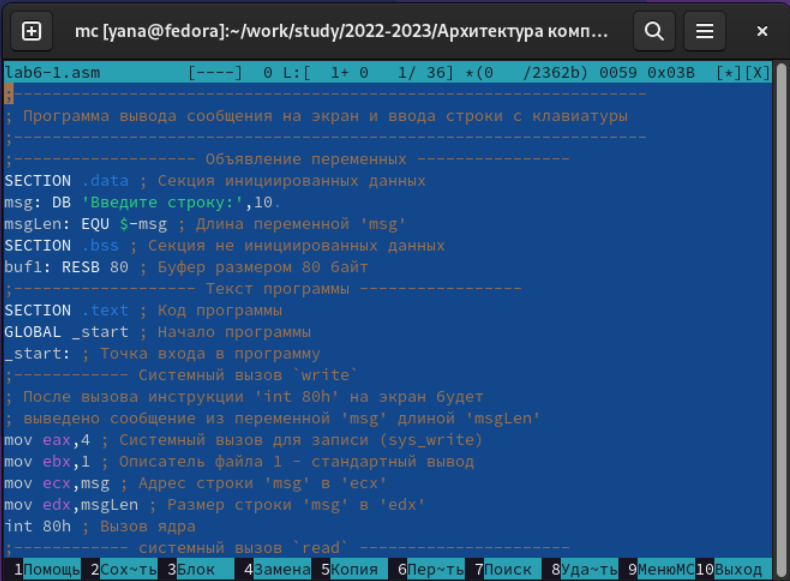 mc [yana@fedora]:~/work/study/2022-2023/Архитектура комп...
lab6-1.asm [----] 0 L:[ 1+ 0 1/ 36] *(0 /2362b) 0059 0x03B [*][X]
;-----------------------------------------------------------------
; Программа вывода сообщения на экран и ввода строки с клавиатуры
;-----------------------------------------------------------------
;------------------- Объявление переменных ----------------
SECTION .data ; Секция инициированных данных
msg: DB 'Введите строку:',10.
msgLen: EQU $-msg ; Длина переменной 'msg'
SECTION .bss ; Секция не инициированных данных
buf1: RESB 80 ; Буфер размером 80 байт
;------------------- Текст программы -----------------
SECTION .text ; Код программы
GLOBAL _start ; Начало программы
_start: ; Точка входа в программу
;------------ Cистемный вызов `write`
; После вызова инструкции 'int 80h' на экран будет
; выведено сообщение из переменной 'msg' длиной 'msgLen'
mov eax,4 ; Системный вызов для записи (sys_write)
mov ebx,1 ; Описатель файла 1 - стандартный вывод
mov ecx,msg ; Адрес строки 'msg' в 'ecx'
mov edx,msgLen ; Размер строки 'msg' в 'edx'
int 80h ; Вызов ядра
;------------ системный вызов `read` ----------------------
1Помощь 2Сох~ть 3Блок 4Замена 5Копия 6Пер~ть 7Поиск 8Уда~ть 9МенюMC 10Выход